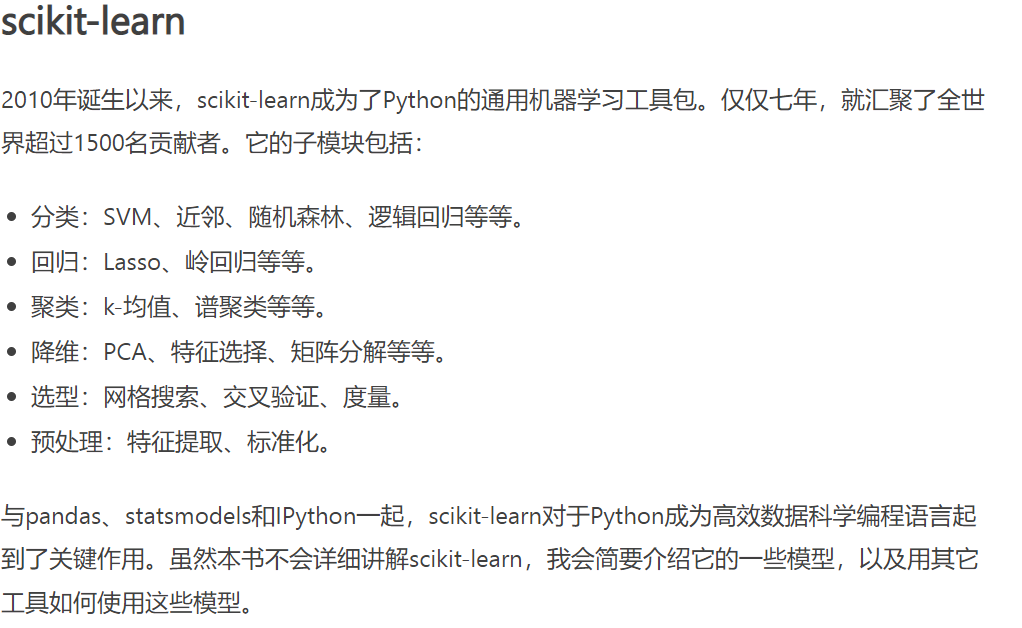 scikit-learn
2010年诞生以来，scikit-learn成为了Python的通用机器学习工具包。仅仅七年，就汇聚了全世
界超过1500名贡献者。它的子模块包括：
• 分类：SVM、近邻、随机森林、逻辑回归等等。
• 回归：Lasso、岭回归等等。
• 聚类：k-均值、谱聚类等等。
• 降维：PCA、特征选择、矩阵分解等等。
• 选型：网格搜索、交叉验证、度量。
• 预处理：特征提取、标准化。
与pandas、statsmodels和IPython一起，scikit-learn对于Python成为高效数据科学编程语言起
到了关键作用。虽然本书不会详细讲解scikit-learn，我会简要介绍它的一些模型，以及用其它
工具如何使用这些模型。